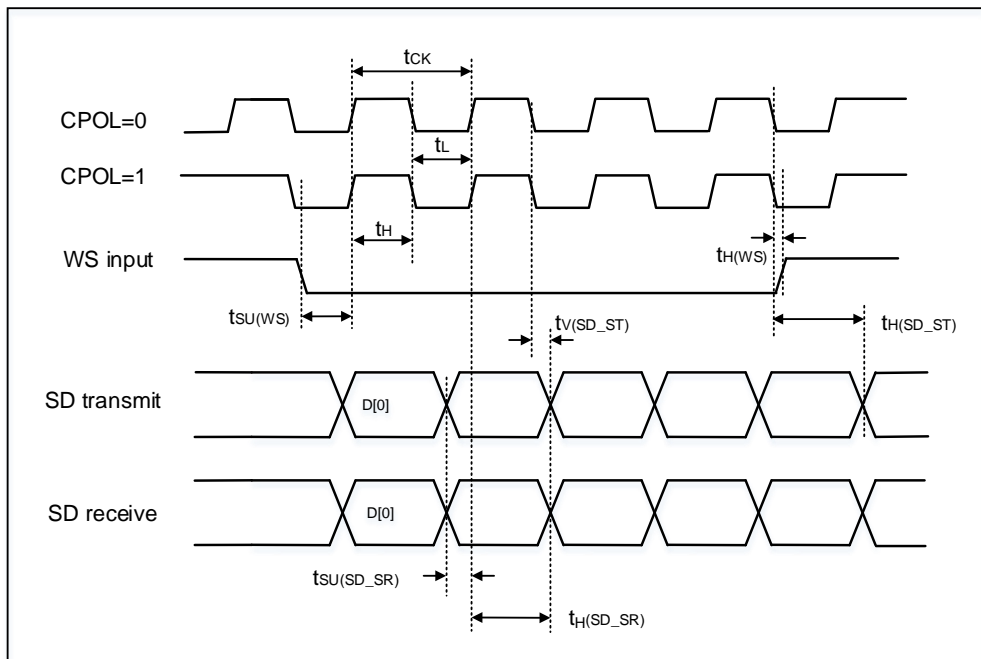 tCK
CPOL=0
tL
CPOL=1
tH
WS input
tH(WS)
tSU(WS)
tV(SD_ST)
tH(SD_ST)
SD transmit
D[0]
SD receive
D[0]
tSU(SD_SR)
tH(SD_SR)